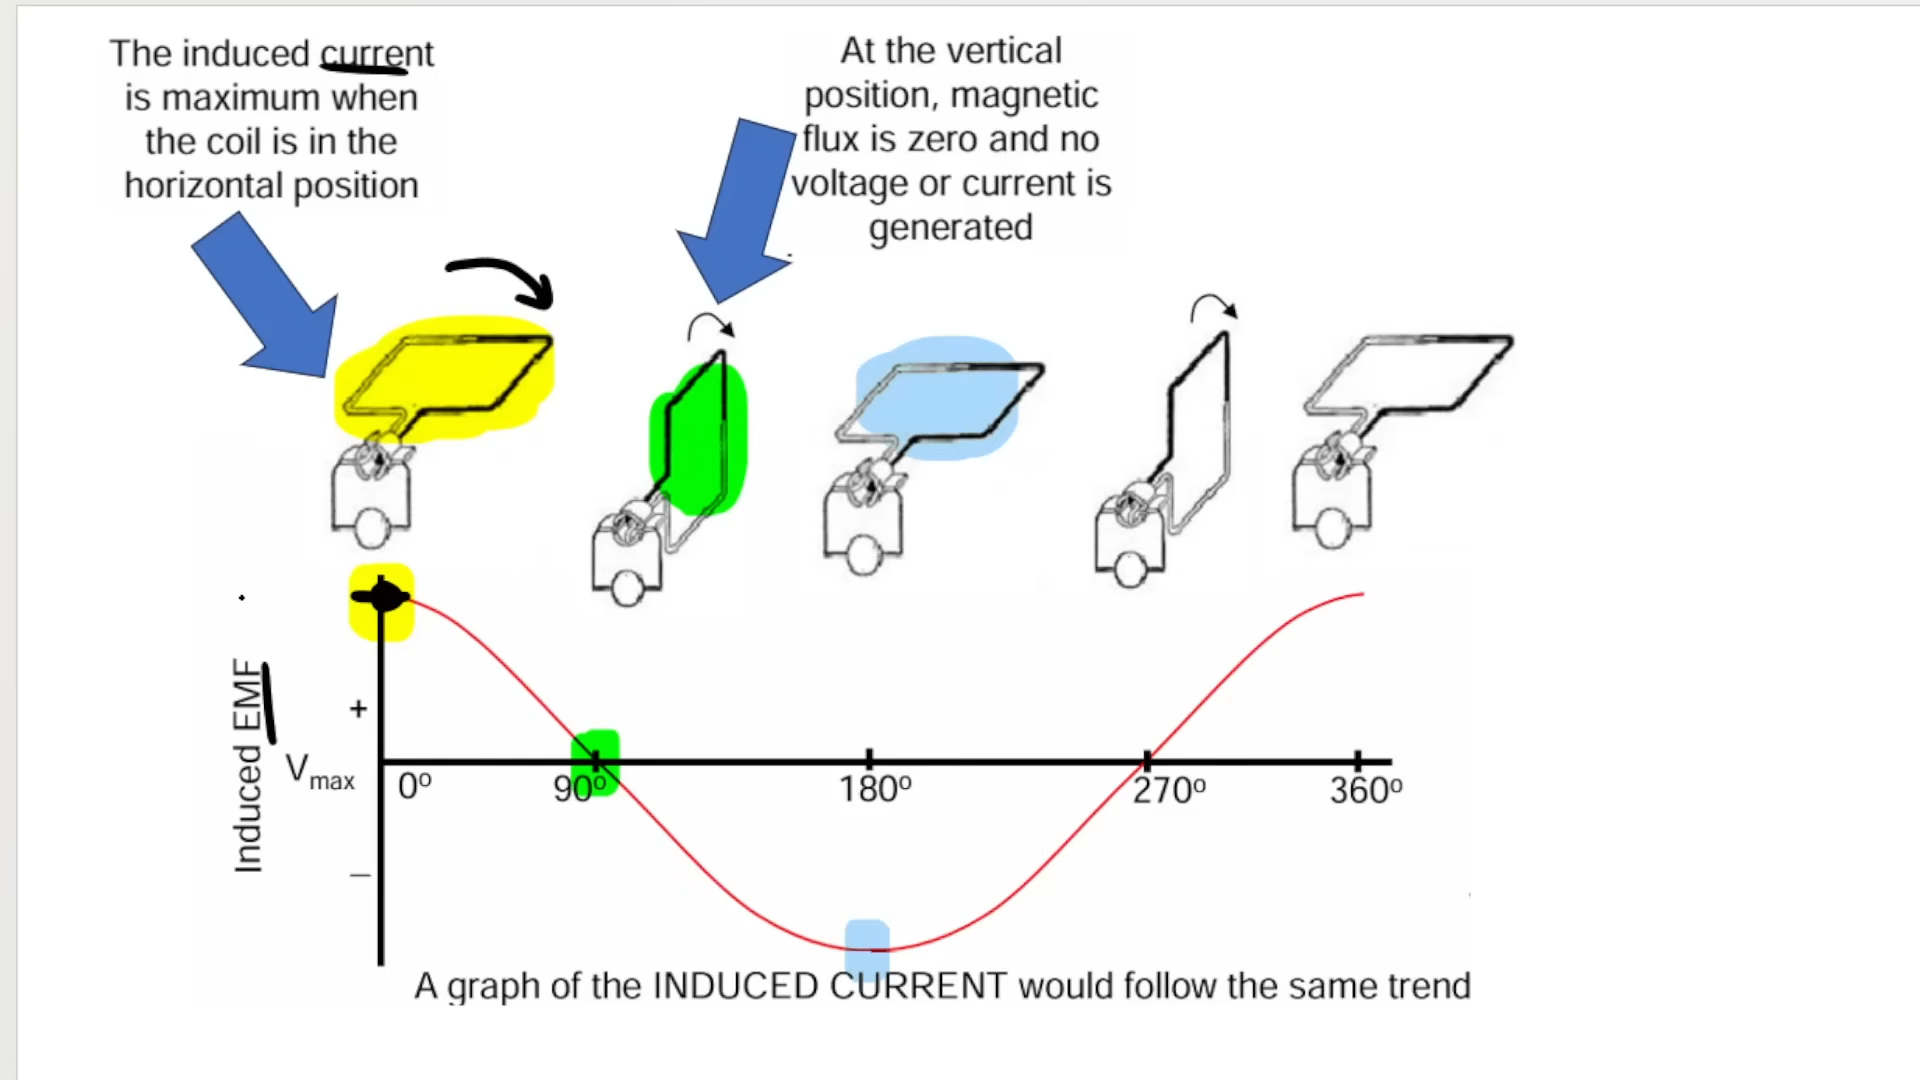 The induced current
is maximum when
the coil is in the
horizontal position
At the vertical
position, magnetic
flux is zero and no
voltage or current is
generated
Induced EMF
+
Vmax
–
0º
90º
180º
270º
360º
A graph of the INDUCED CURRENT would follow the same trend